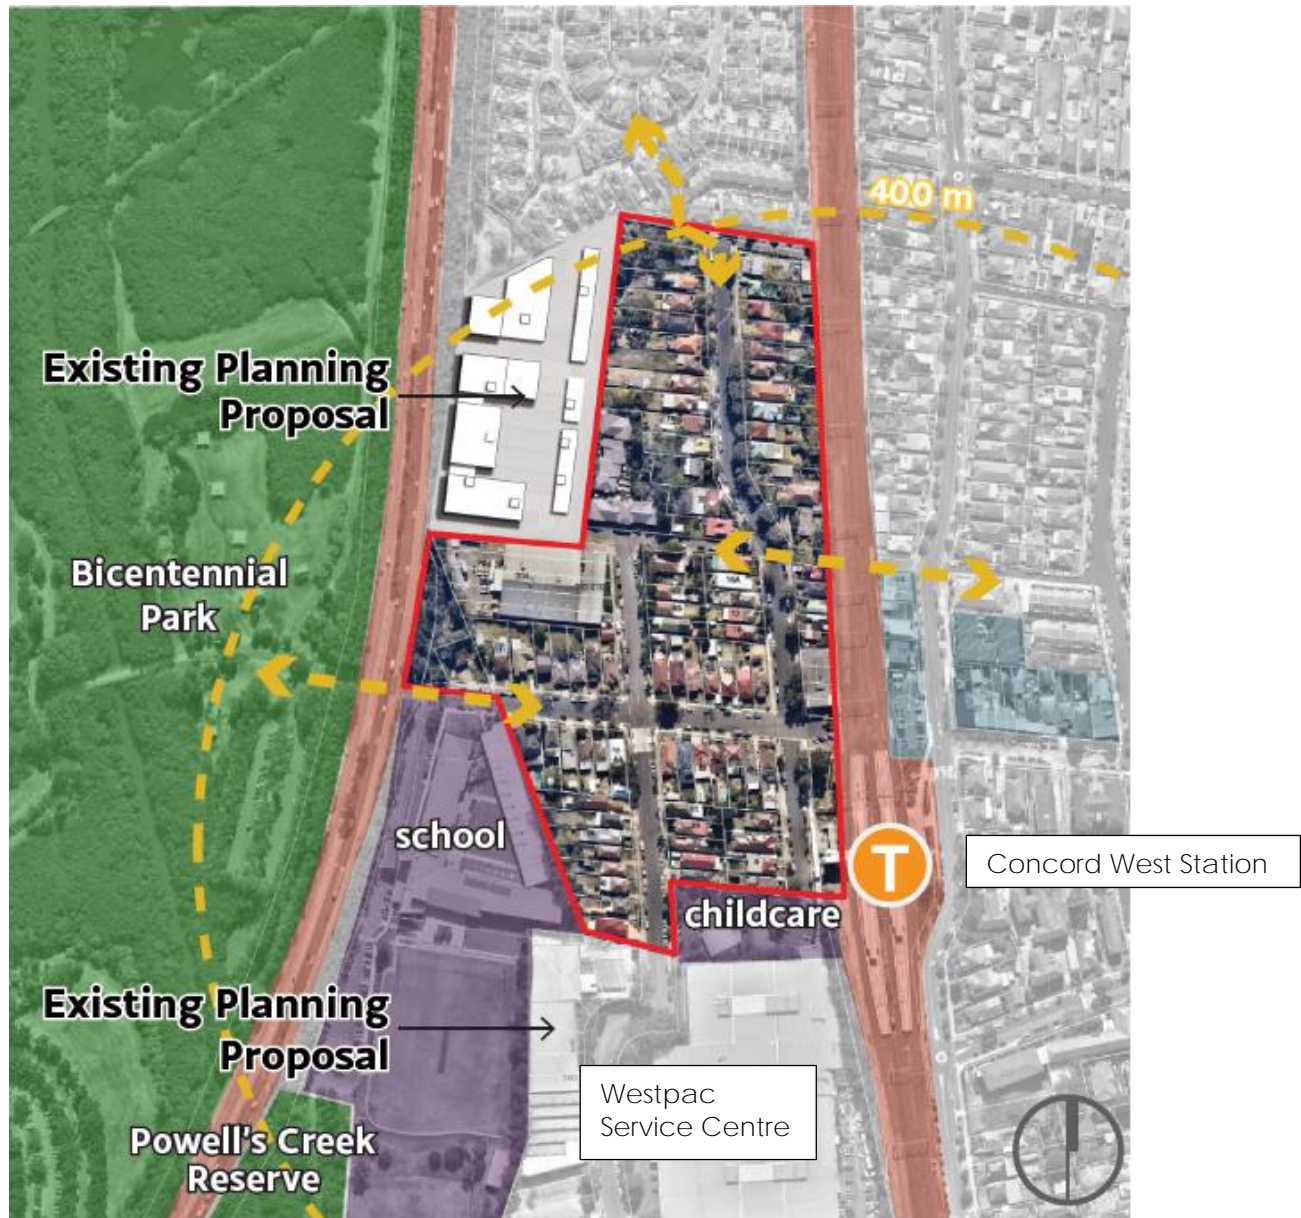 400 m
Existing Planning
Proposal
Bicentennial
Park
school
T
Concord West Station
childcare
Existing Planning
Proposal
Westpac
Service Centre
Powell's Creek
Reserve